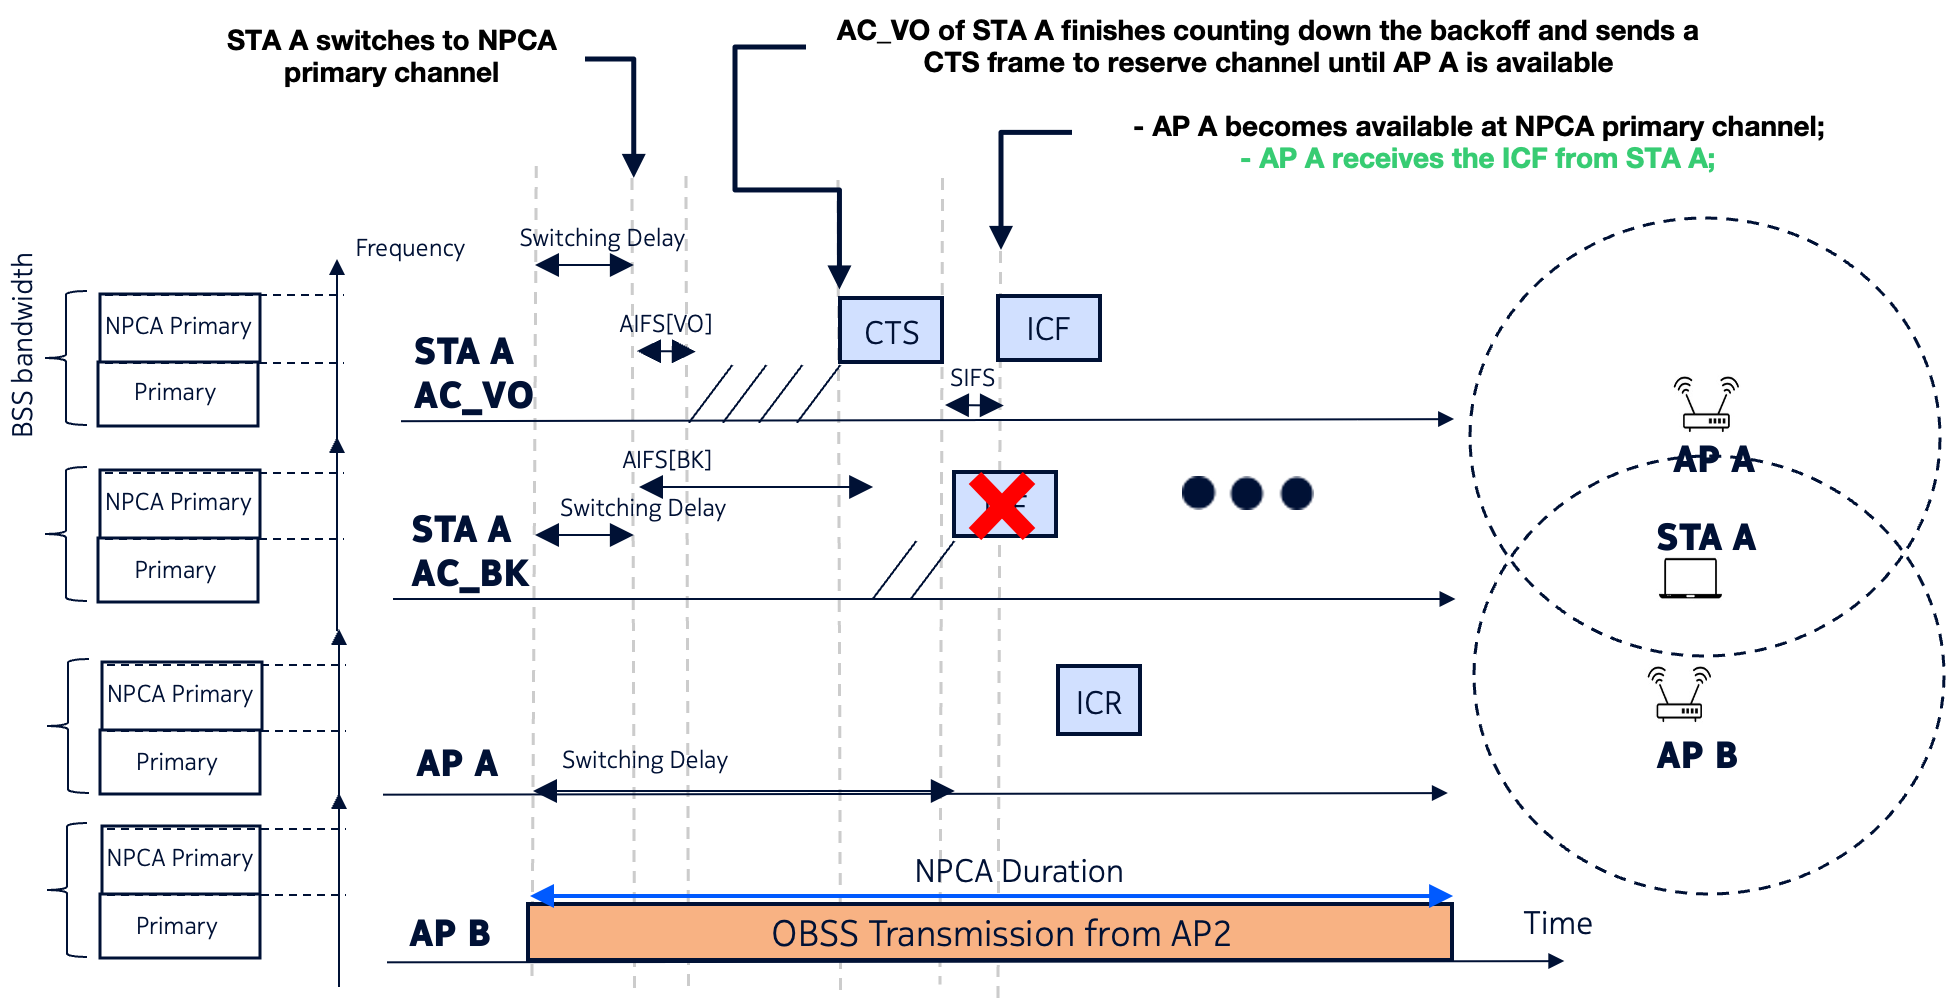 STA A switches to NPCA
primary channel
AC_VO of STA A finishes counting down the backoff and sends a
CTS frame to reserve channel until AP A is available
- AP A becomes available at NPCA primary channel;
- AP A receives the ICF from STA A;
BSS bandwidth
Frequency
Switching Delay
NPCA Primary
Primary
STA A
AC_VO
AIFS[VO]
CTS
ICF
SIFS
NPCA Primary
Primary
STA A
AC_BK
AIFS[BK]
Switching Delay
NPCA Primary
Primary
AP A
Switching Delay
ICR
NPCA Primary
Primary
AP B
NPCA Duration
OBSS Transmission from AP2
Time
AP A
STA A
AP B